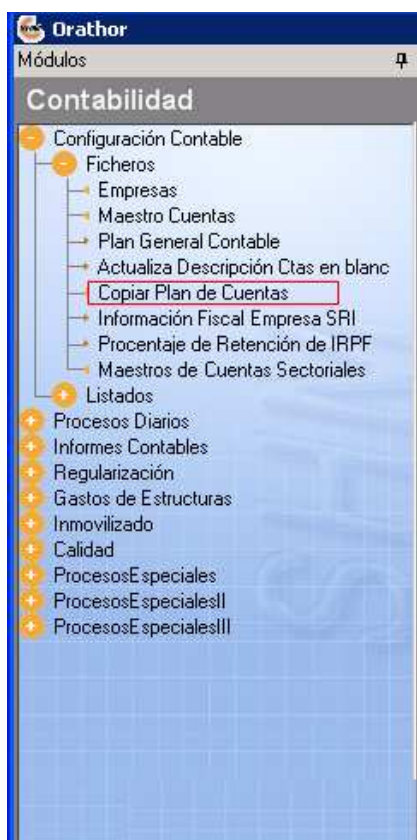 Orathor
Módulos
Contabilidad
Configuración Contable
Ficheros
Empresas
Maestro Cuentas
Plan General Contable
Actualiza Descripción Ctas en blanc
Copiar Plan de Cuentas
Información Fiscal Empresa SRI
Procentaje de Retención de IRPF
Maestros de Cuentas Sectoriales
Listados
Procesos Diarios
Informes Contables
Regularización
Gastos de Estructuras
Inmovilizado
Calidad
ProcesosEspeciales
ProcesosEspecialesII
ProcesosEspecialesIII